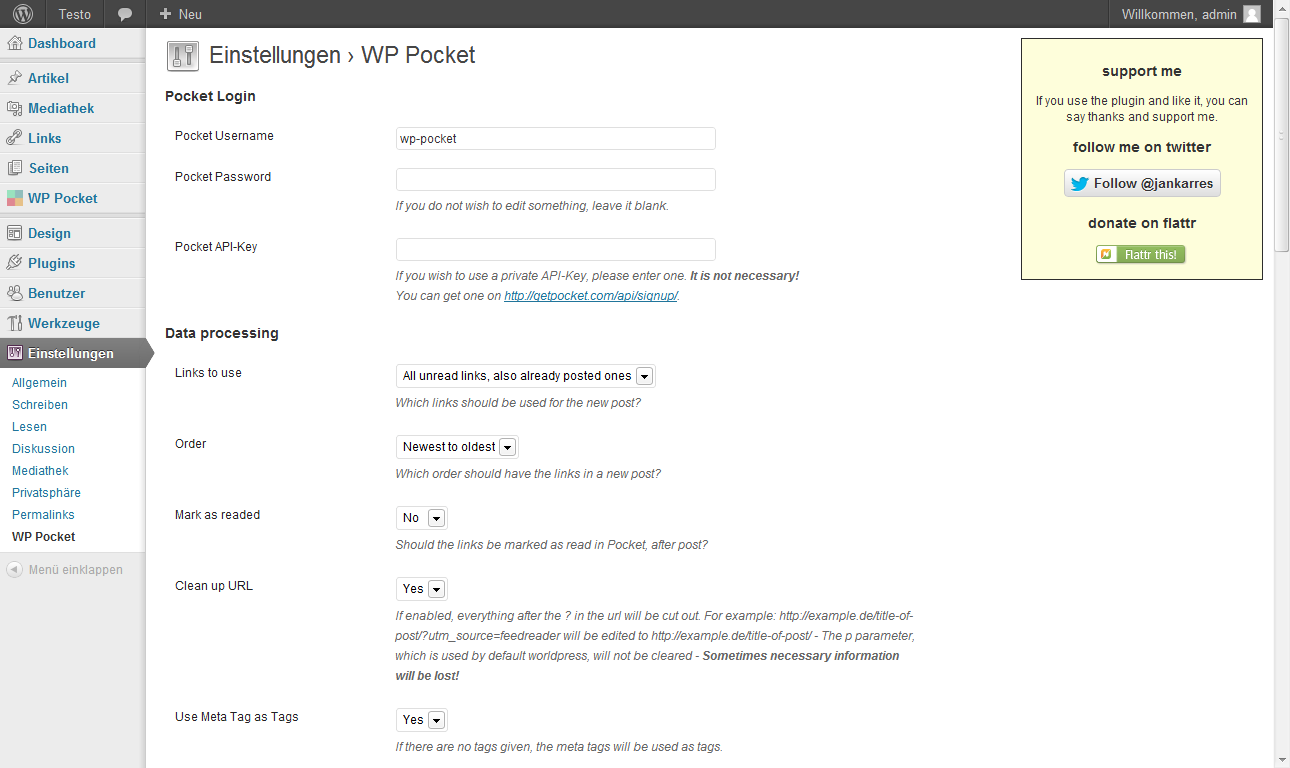 Testo
Neu
Willkommen, admin
Dashboard
Artikel
Mediathek
Links
Seiten
WP Pocket
Design
Plugins
Benutzer
Werkzeuge
Einstellungen
Allgemein
Schreiben
Lesen
Diskussion
Mediathek
Privatsphäre
Permalinks
WP Pocket
Menü einklappen
Einstellungen › WP Pocket
Pocket Login
Pocket Username
wp-pocket
Pocket Password
If you do not wish to edit something, leave it blank.
Pocket API-Key
If you wish to use a private API-Key, please enter one. It is not necessary!
You can get one on http://getpocket.com/api/signup/.
Data processing
Links to use
All unread links, also already posted ones
Which links should be used for the new post?
Order
Newest to oldest
Which order should have the links in a new post?
Mark as readed
No
Should the links be marked as read in Pocket, after post?
Clean up URL
Yes
If enabled, everything after the ? in the url will be cut out. For example: http://example.de/title-of-
post/?utm_source=feedreader will be edited to http://example.de/title-of-post/ - The p parameter,
which is used by default worldpress, will not be cleared - Sometimes necessary information
will be lost!
Use Meta Tag as Tags
Yes
If there are no tags given, the meta tags will be used as tags.
support me
If you use the plugin and like it, you can
say thanks and support me.
follow me on twitter
Follow @jankarres
donate on flattr
Flattr this!